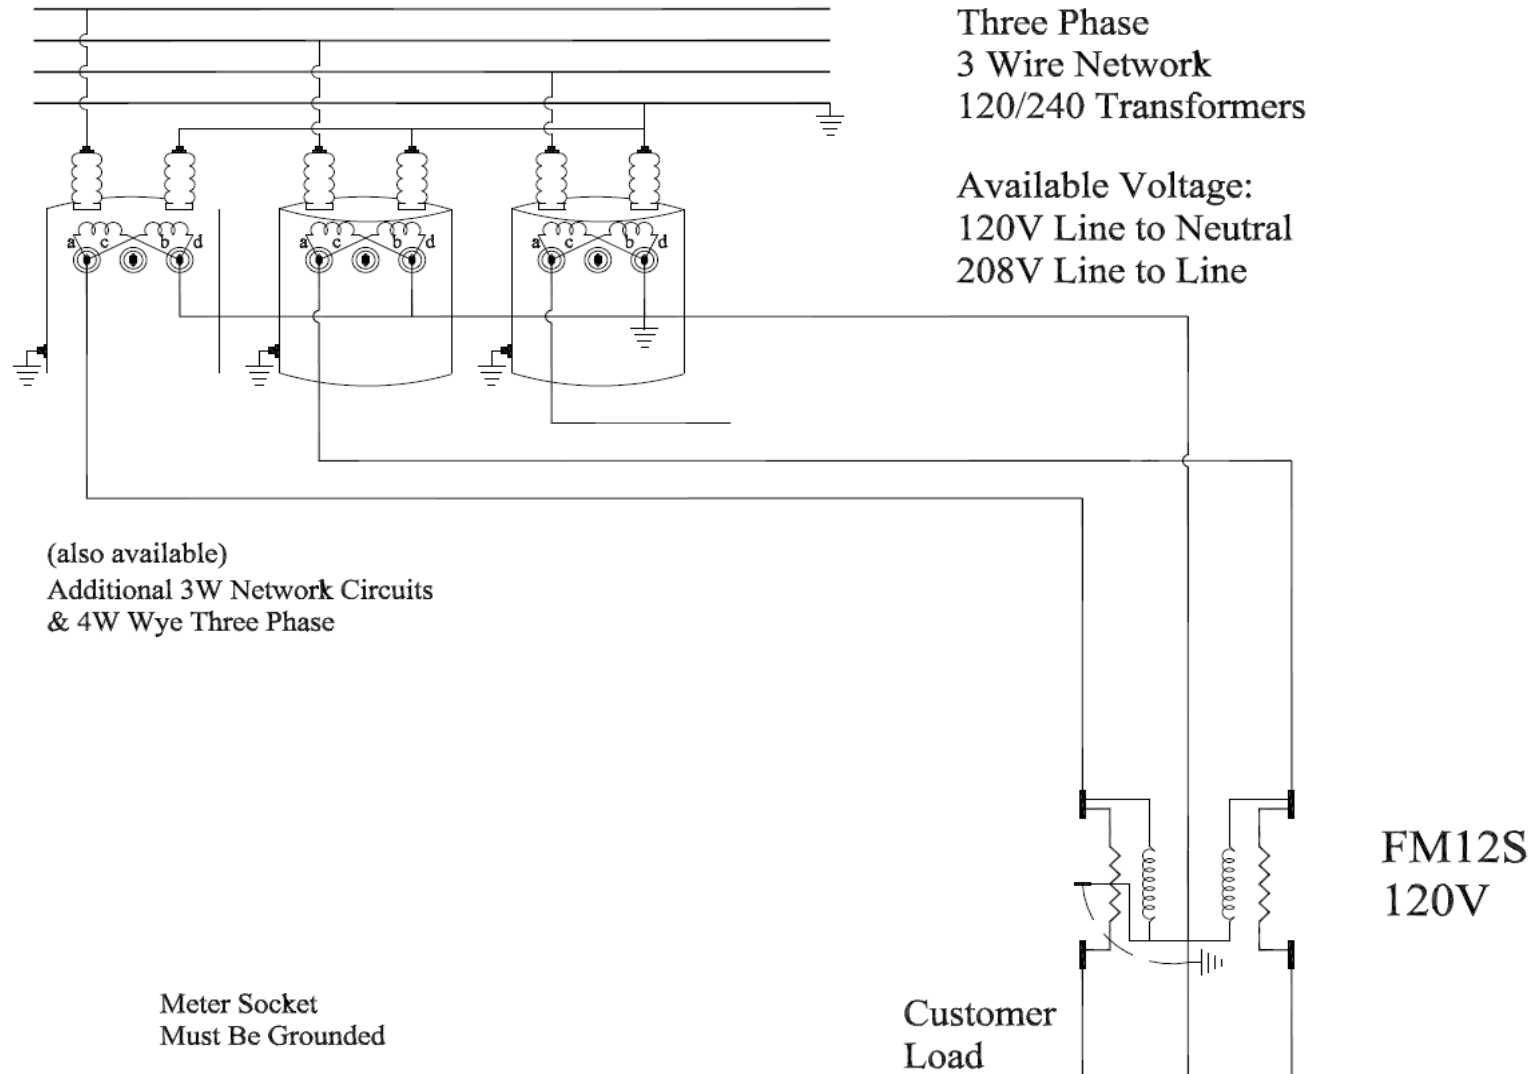 Three Phase
3 Wire Network
120/240 Transformers
Available Voltage:
120V Line to Neutral
208V Line to Line
a c b d
a c b d
a c b d
(also available)
Additional 3W Network Circuits
& 4W Wye Three Phase
FM12S
120V
Meter Socket
Must Be Grounded
Customer
Load